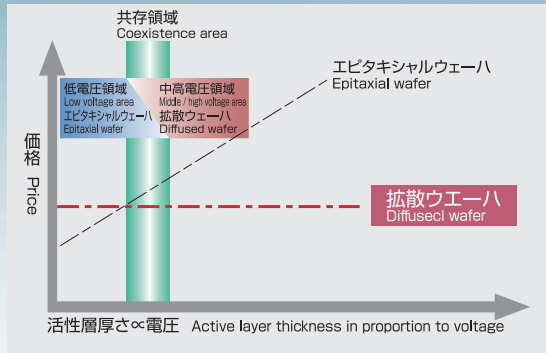 共存領域
Coexistence area
低電圧領域
Low voltage area
エピタキシャルウェーハ
Epitaxial wafer
中高電圧領域
Middle / high voltage area
拡散ウェーハ
Diffused wafer
エピタキシャルウェーハ
Epitaxial wafer
価格 Price
拡散ウエーハ
Diffusecl wafer
活性層厚さ∝電圧 Active layer thickness in proportion to voltage